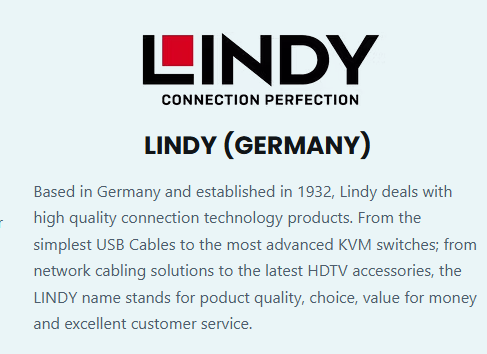 LINDY
CONNECTION PERFECTION
LINDY (GERMANY)
Based in Germany and established in 1932, Lindy deals with
high quality connection technology products. From the
simplest USB Cables to the most advanced KVM switches; from
network cabling solutions to the latest HDTV accessories, the
LINDY name stands for poduct quality, choice, value for money
and excellent customer service.